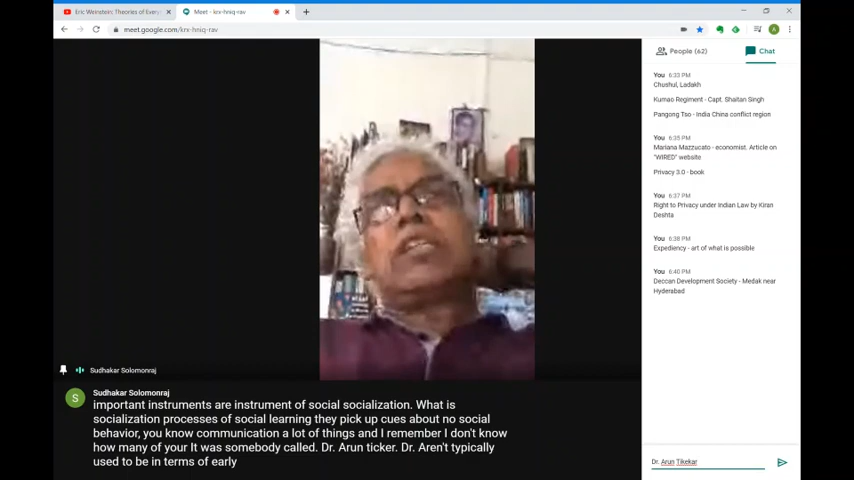 Eric Weinstein: Theories of Every
Meet - krx-hniq-rav
meet.google.com/krx-hniq-rav
People (62)
Chat
You 6:33 PM
Chushul, Ladakh
Kumao Regiment - Capt. Shaitan Singh
Pangong Tso - India China conflict region
You 6:35 PM
Mariana Mazzucato - economist. Article on
"WIRED" website
Privacy 3.0 - book
You 6:37 PM
Right to Privacy under Indian Law by Kiran
Deshta
You 6:38 PM
Expediency - art of what is possible
You 6:40 PM
Deccan Development Society - Medak near
Hyderabad
Sudhakar Solomonraj
S
Sudhakar Solomonraj
important instruments are instrument of social socialization. What is
socialization processes of social learning they pick up cues about no social
behavior, you know communication a lot of things and I remember I don't know
how many of your It was somebody called. Dr. Arun ticker. Dr. Aren't typically
used to be in terms of early
Dr. Arun Tikekar